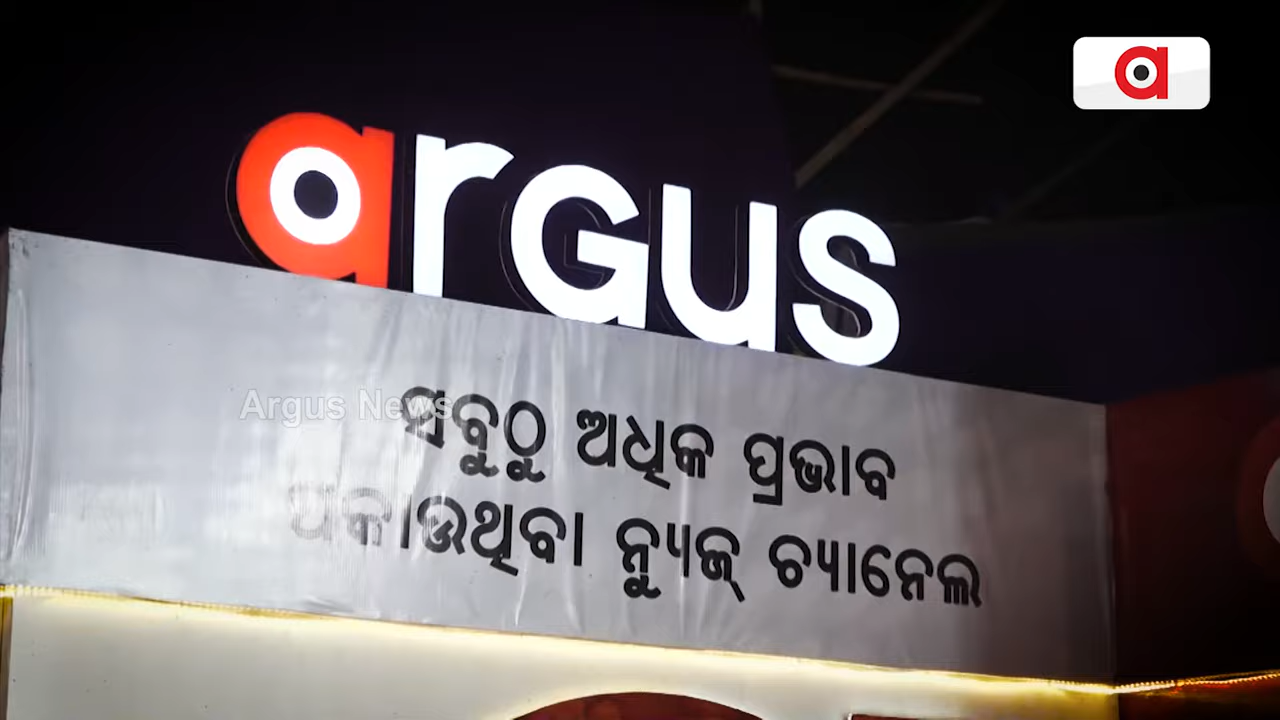 argus
Argus News
ସବୁଠୁ ଅଧିକ ପ୍ରଭାବ
ପକାଉଥିବା ନ୍ୟୁଜ୍ ଚ୍ୟାନେଲ